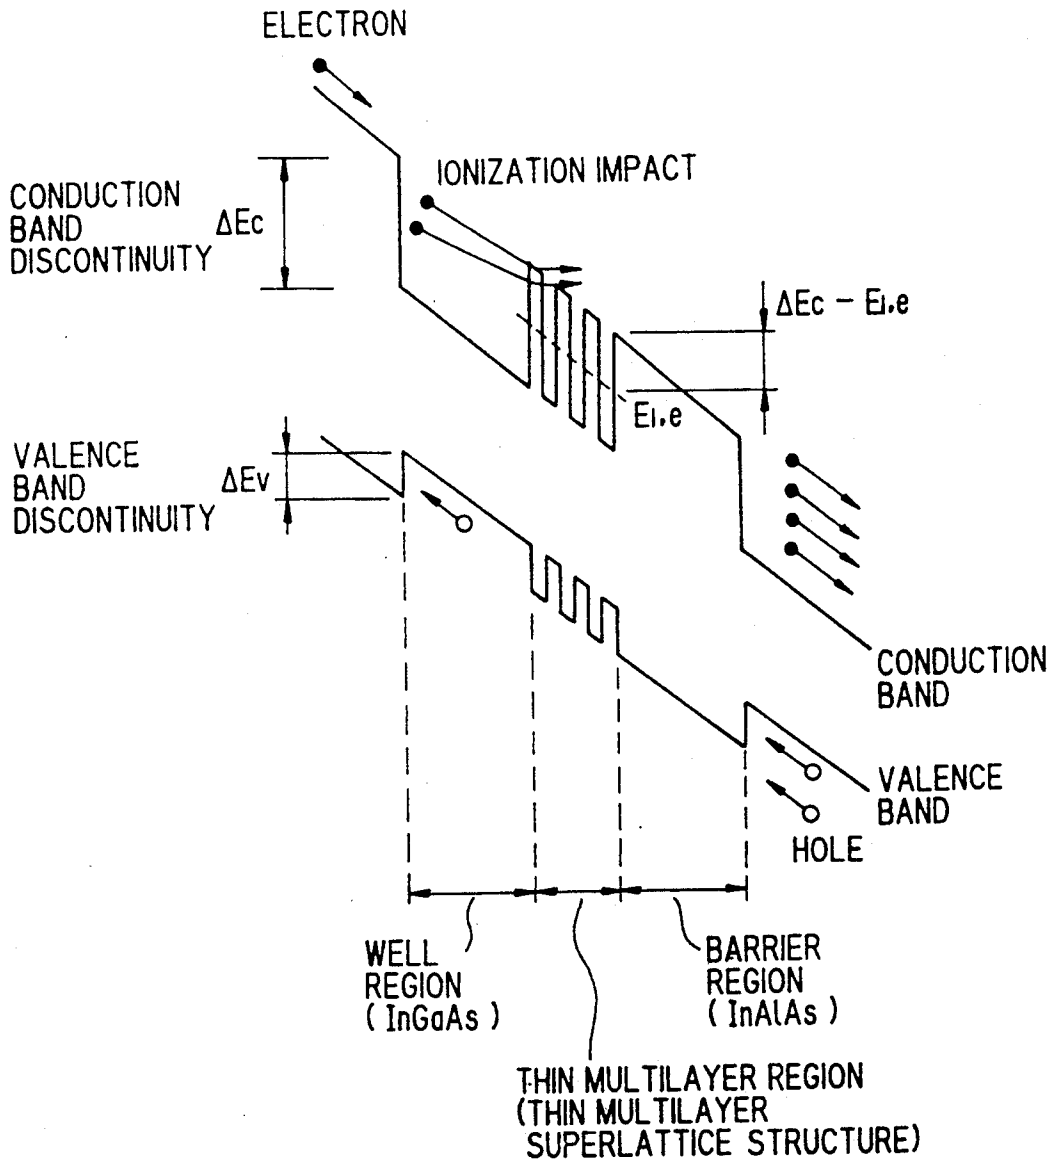 ELECTRON
IONIZATION IMPACT
CONDUCTION
BAND
DISCONTINUITY
ΔEc
ΔEc - Ei.e
Ei.e
VALENCE
BAND
DISCONTINUITY
ΔEv
CONDUCTION
BAND
VALENCE
BAND
HOLE
WELL
REGION
(InGaAs)
BARRIER
REGION
(InAlAs)
THIN MULTILAYER REGION
(THIN MULTILAYER
SUPERLATTICE STRUCTURE)